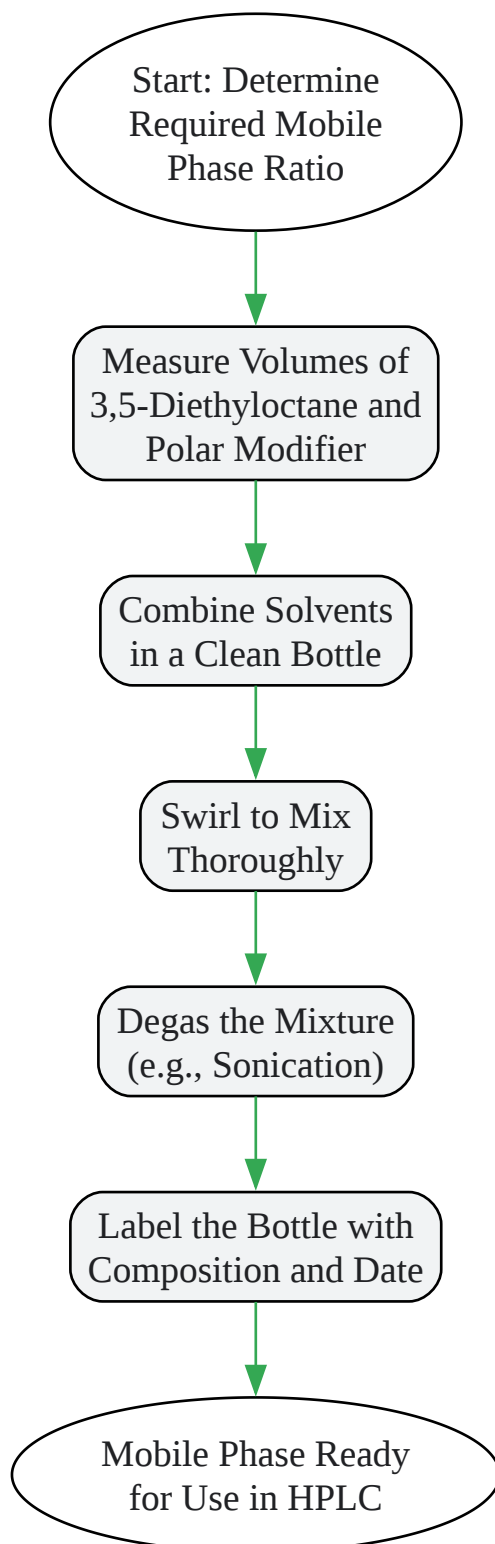 Start: Determine
Required Mobile
Phase Ratio
Measure Volumes of
3,5-Diethyloctane and
Polar Modifier
Combine Solvents
in a Clean Bottle
Swirl to Mix
Thoroughly
Degas the Mixture
(e.g., Sonication)
Label the Bottle with
Composition and Date
Mobile Phase Ready
for Use in HPLC